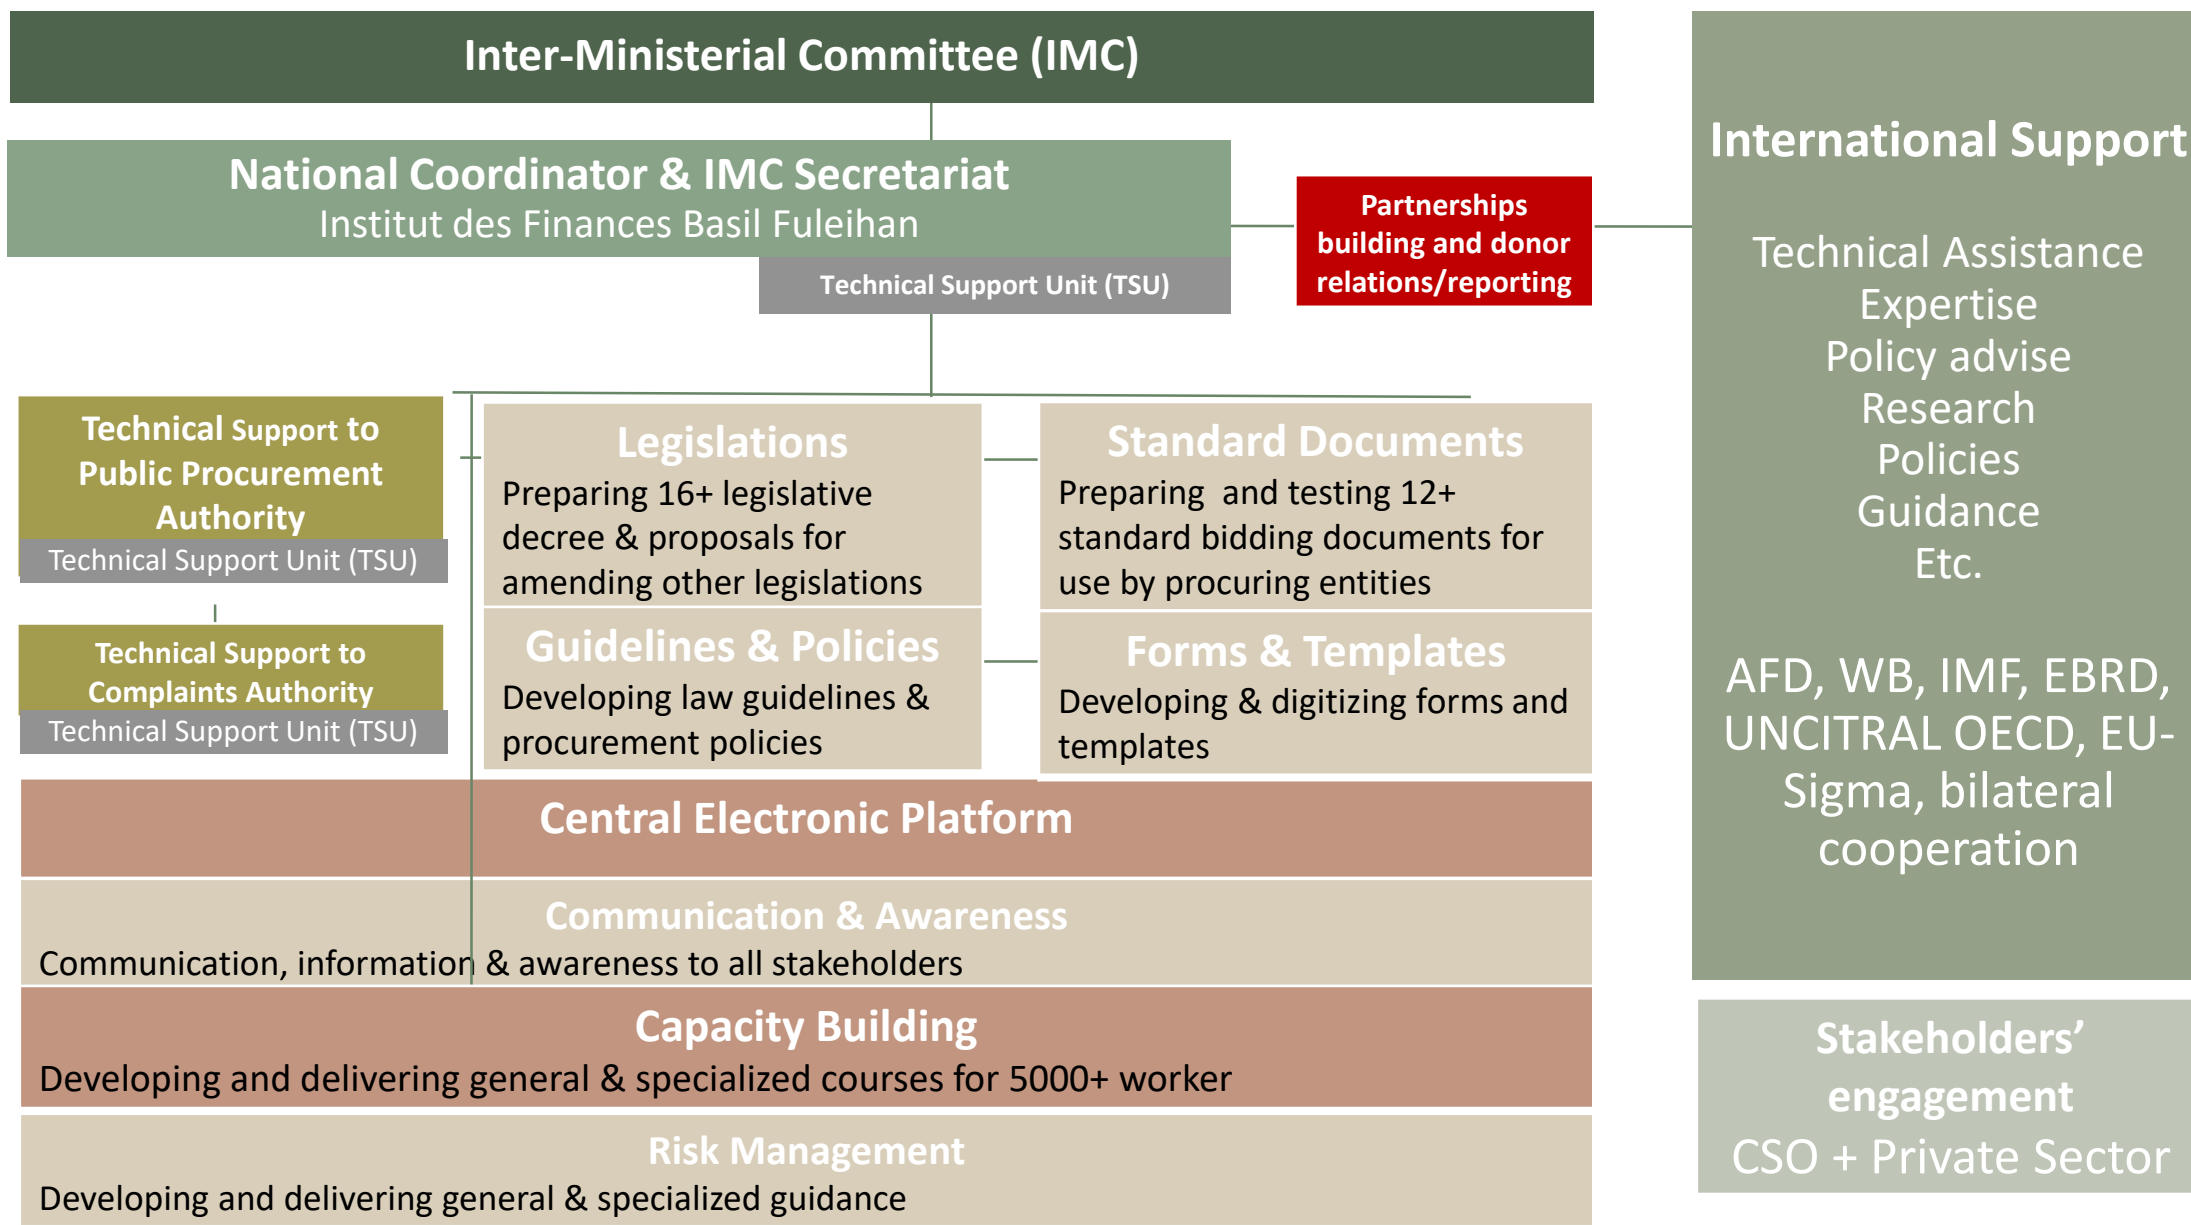 Inter-Ministerial Committee (IMC)
National Coordinator & IMC Secretariat
Institut des Finances Basil Fuleihan
Technical Support Unit (TSU)
Partnerships
building and donor
relations/reporting
Technical Support to
Public Procurement
Authority
Technical Support Unit (TSU)
Technical Support to
Complaints Authority
Technical Support Unit (TSU)
Legislations
Preparing 16+ legislative
decree & proposals for
amending other legislations
Standard Documents
Preparing and testing 12+
standard bidding documents for
use by procuring entities
Guidelines & Policies
Developing law guidelines &
procurement policies
Forms & Templates
Developing & digitizing forms and
templates
Central Electronic Platform
Communication & Awareness
Communication, information & awareness to all stakeholders
Capacity Building
Developing and delivering general & specialized courses for 5000+ worker
Risk Management
Developing and delivering general & specialized guidance
International Support
Technical Assistance
Expertise
Policy advise
Research
Policies
Guidance
Etc.
AFD, WB, IMF, EBRD,
UNCITRAL OECD, EU-
Sigma, bilateral
cooperation
Stakeholders’
engagement
CSO + Private Sector